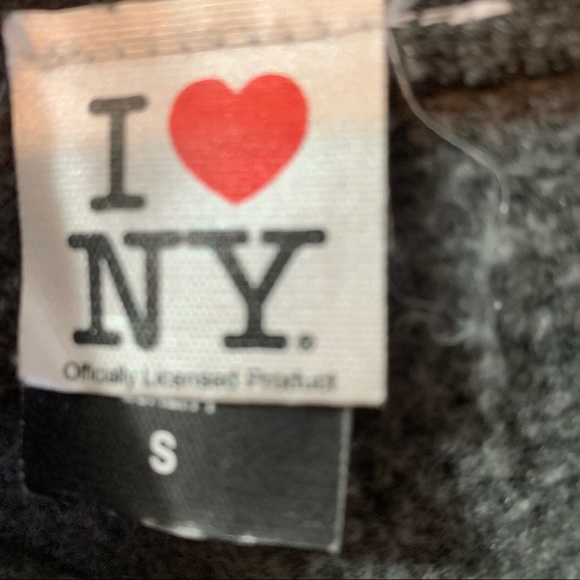 I ❤ NY.
Officially Licensed Product
S